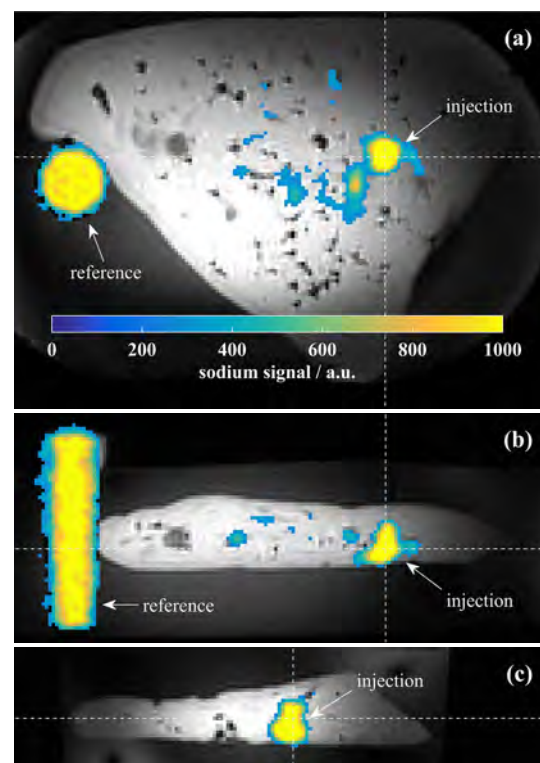 (a)
injection
reference
0 200 400 600 800 1000
sodium signal / a.u.
(b)
reference
injection
(c)
injection